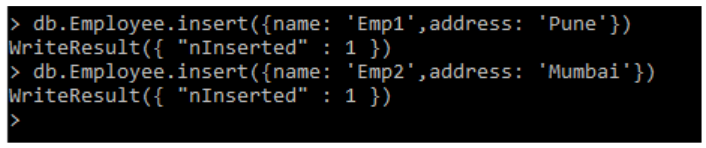 > db.Employee.insert({name: 'Emp1',address: 'Pune'})
WriteResult({ "nInserted" : 1 })
> db.Employee.insert({name: 'Emp2',address: 'Mumbai'})
WriteResult({ "nInserted" : 1 })
>